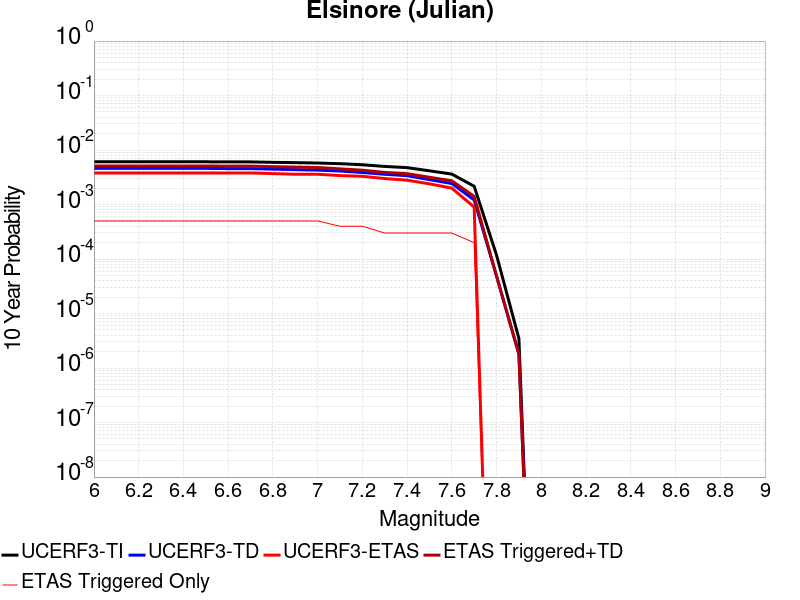 Elsinore (Julian)
10 Year Probability
10^0
10^-1
10^-2
10^-3
10^-4
10^-5
10^-6
10^-7
10^-8
6 6.2 6.4 6.6 6.8 7 7.2 7.4 7.6 7.8 8 8.2 8.4 8.6 8.8 9
Magnitude
UCERF3-TI UCERF3-TD UCERF3-ETAS ETAS Triggered+TD
ETAS Triggered Only